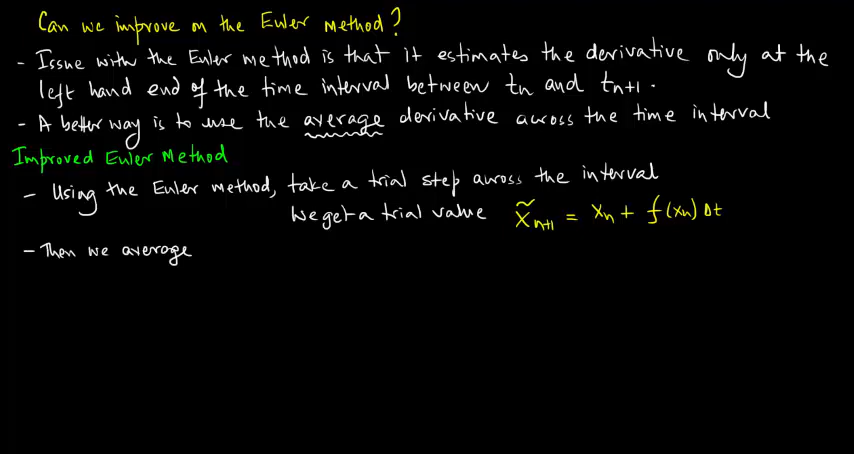 Can we improve on the Euler Method?
- Issue with the Euler method is that it estimates the derivative only at the
left hand end of the time interval between tn and tn+1.
- A better way is to use the average derivative across the time interval
Improved Euler Method
- Using the Euler method, take a trial step across the interval
We get a trial value x̃n+1 = xn + f(xn) Δt
- Then we average